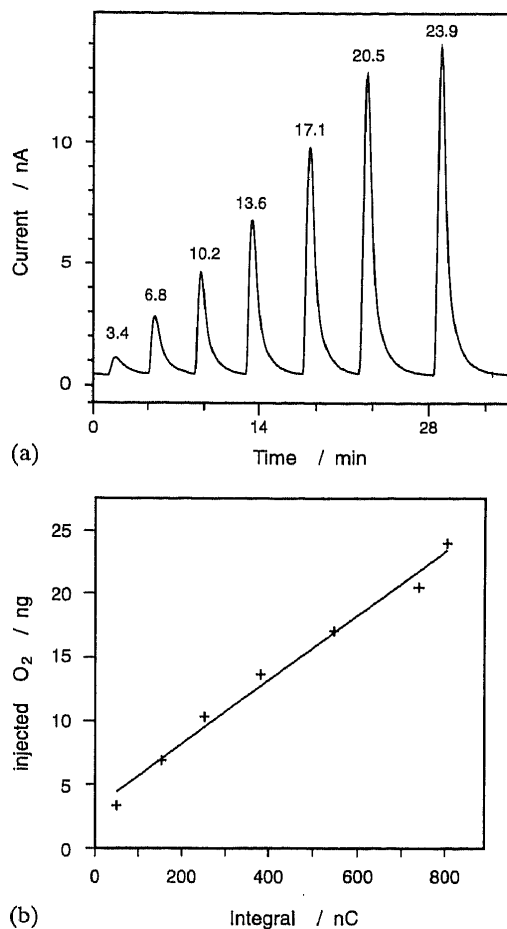 23.9
20.5
17.1
13.6
10.2
6.8
3.4
10
5
0
Current / nA
0 14 28
Time / min
(a)
25
20
15
10
5
0
injected O₂ / ng
0 200 400 600 800
Integral / nC
(b)